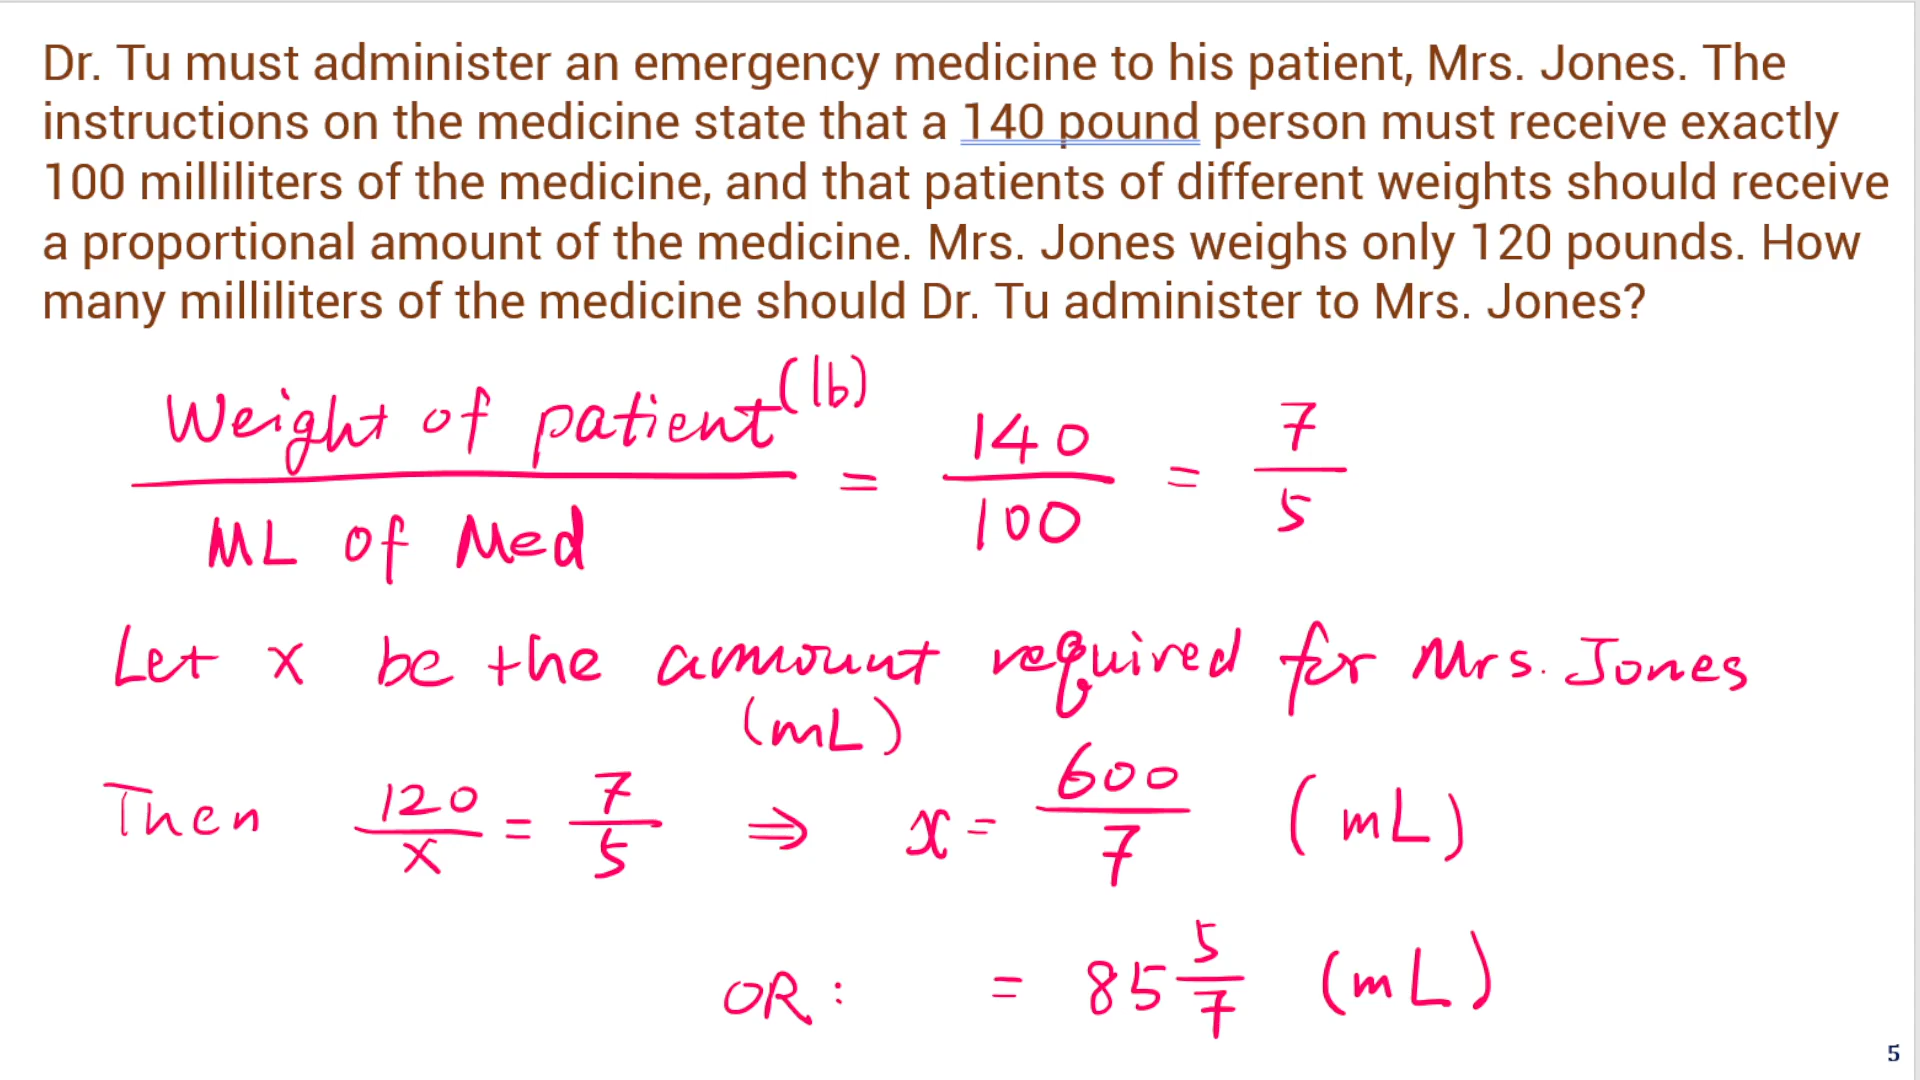 Dr. Tu must administer an emergency medicine to his patient, Mrs. Jones. The
instructions on the medicine state that a 140 pound person must receive exactly
100 milliliters of the medicine, and that patients of different weights should receive
a proportional amount of the medicine. Mrs. Jones weighs only 120 pounds. How
many milliliters of the medicine should Dr. Tu administer to Mrs. Jones?
Weight of patient (lb) / ML of Med = 140 / 100 = 7 / 5
Let x be the amount required for Mrs. Jones
(mL)
Then 120 / x = 7 / 5 ⇒ x = 600 / 7 (mL)
OR: = 85 5/7 (mL)
5